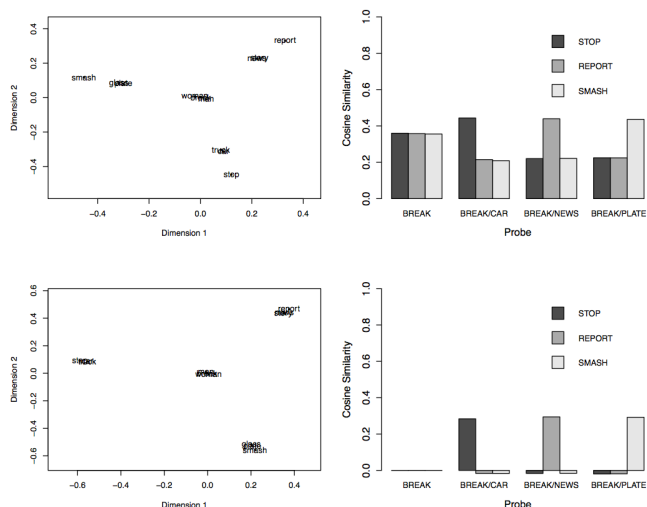 report
story
smash
glass
plate
woman
man
truck
car
stop
Dimension 2
0.4
0.2
0.0
−0.2
−0.4
−0.4
−0.2
0.0
0.2
0.4
Dimension 1
Cosine Similarity
1.0
0.8
0.6
0.4
0.2
0.0
STOP
REPORT
SMASH
BREAK BREAK/CAR BREAK/NEWS BREAK/PLATE
Probe
report
story
stop
truck
man
woman
glass
smash
Dimension 2
0.6
0.4
0.2
0.0
−0.2
−0.4
−0.6
−0.6
−0.4
−0.2
0.0
0.2
0.4
Dimension 1
Cosine Similarity
1.0
0.8
0.6
0.4
0.2
0.0
STOP
REPORT
SMASH
BREAK BREAK/CAR BREAK/NEWS BREAK/PLATE
Probe